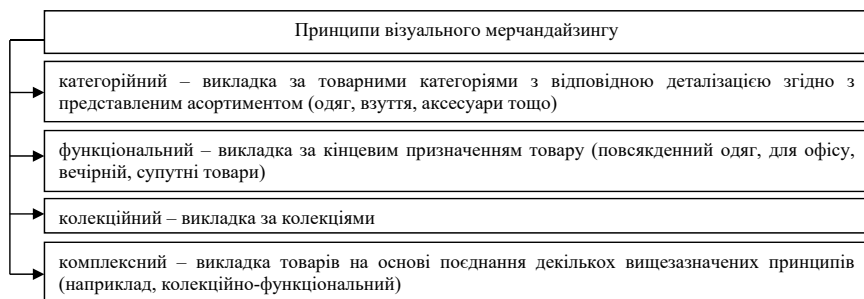 Принципи візуального мерчандайзингу
категорійний – викладка за товарними категоріями з відповідною деталізацією згідно з
представленим асортиментом (одяг, взуття, аксесуари тощо)
функціональний – викладка за кінцевим призначенням товару (повсякденний одяг, для офісу,
вечірній, супутні товари)
колекційний – викладка за колекціями
комплексний – викладка товарів на основі поєднання декількох вищезазначених принципів
(наприклад, колекційно-функціональний)